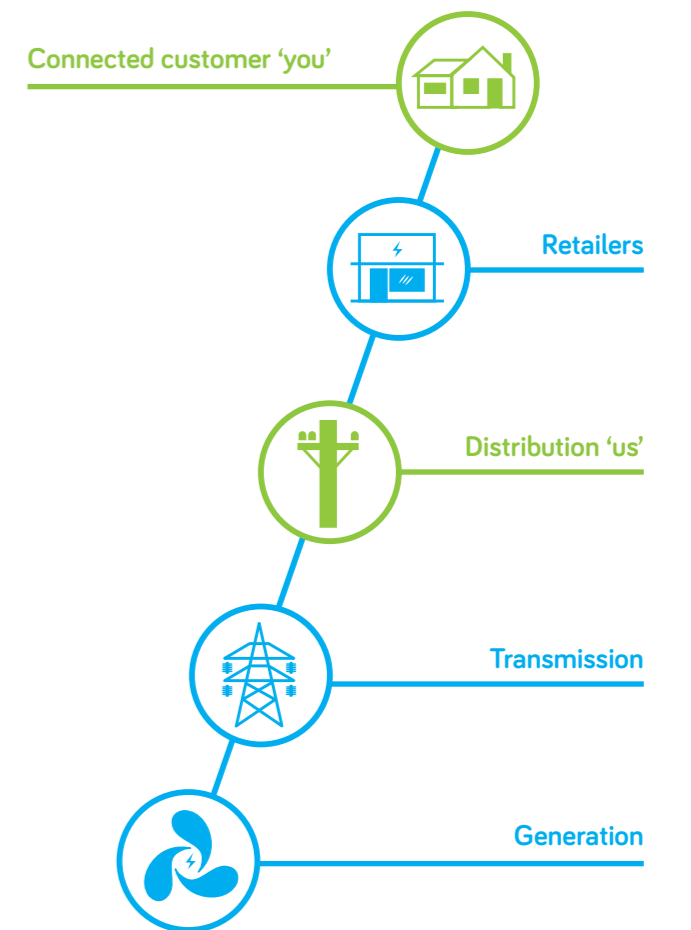 Connected customer ‘you’
Retailers
Distribution ‘us’
Transmission
Generation